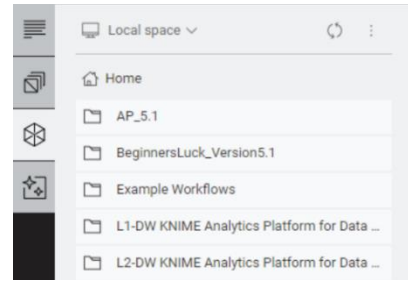 Local space
Home
AP_5.1
BeginnersLuck_Version5.1
Example Workflows
L1-DW KNIME Analytics Platform for Data ...
L2-DW KNIME Analytics Platform for Data ...